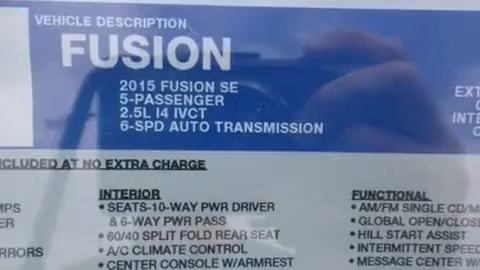 VEHICLE DESCRIPTION
FUSION
2015 FUSION SE
5-PASSENGER
2.5L I4 IVCT
6-SPD AUTO TRANSMISSION
EXT
INTE
NCLUDED AT NO EXTRA CHARGE
INTERIOR
• SEATS-10-WAY PWR DRIVER
& 6-WAY PWR PASS
• 60/40 SPLIT FOLD REAR SEAT
• A/C CLIMATE CONTROL
• CENTER CONSOLE W/ARMREST
FUNCTIONAL
• AM/FM SINGLE CD/M
• GLOBAL OPEN/CLOS
• HILL START ASSIST
• INTERMITTENT SPEED
• MESSAGE CENTER W/
MPS
ER
RRORS